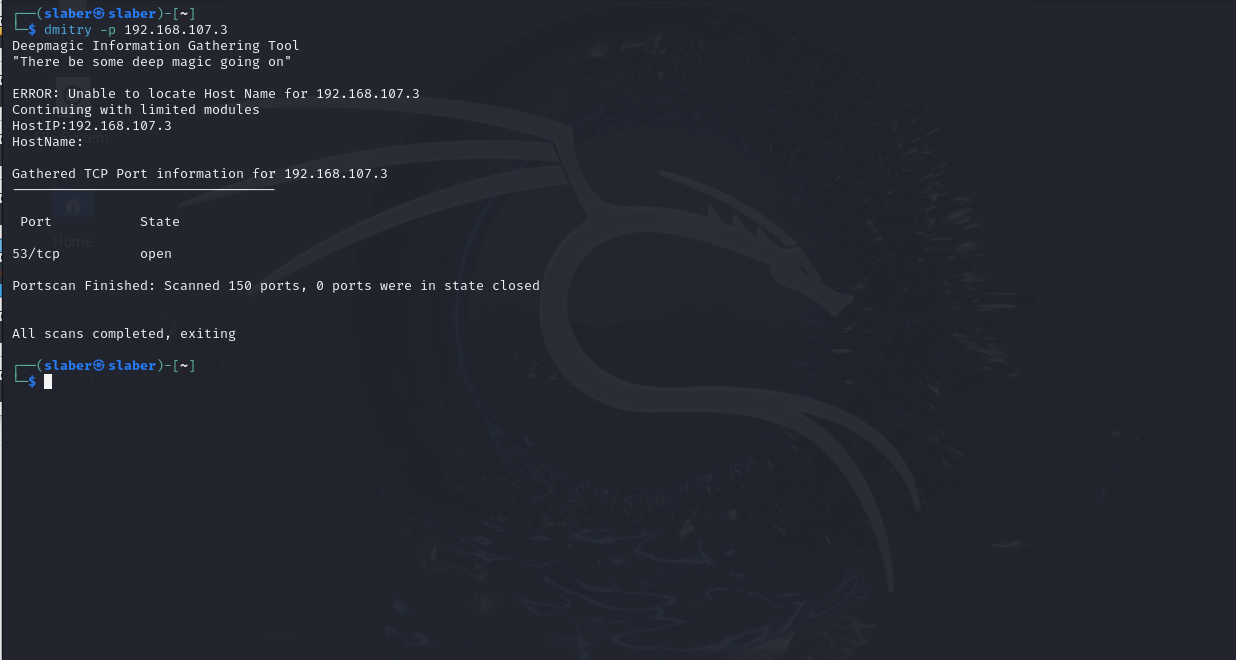 ┌──(slaber㉿slaber)-[~]
└─$ dmitry -p 192.168.107.3
Deepmagic Information Gathering Tool
"There be some deep magic going on"
ERROR: Unable to locate Host Name for 192.168.107.3
Continuing with limited modules
HostIP:192.168.107.3
HostName:
Gathered TCP Port information for 192.168.107.3
---------------------------------
Port State
53/tcp open
Portscan Finished: Scanned 150 ports, 0 ports were in state closed
All scans completed, exiting
┌──(slaber㉿slaber)-[~]
└─$
Home